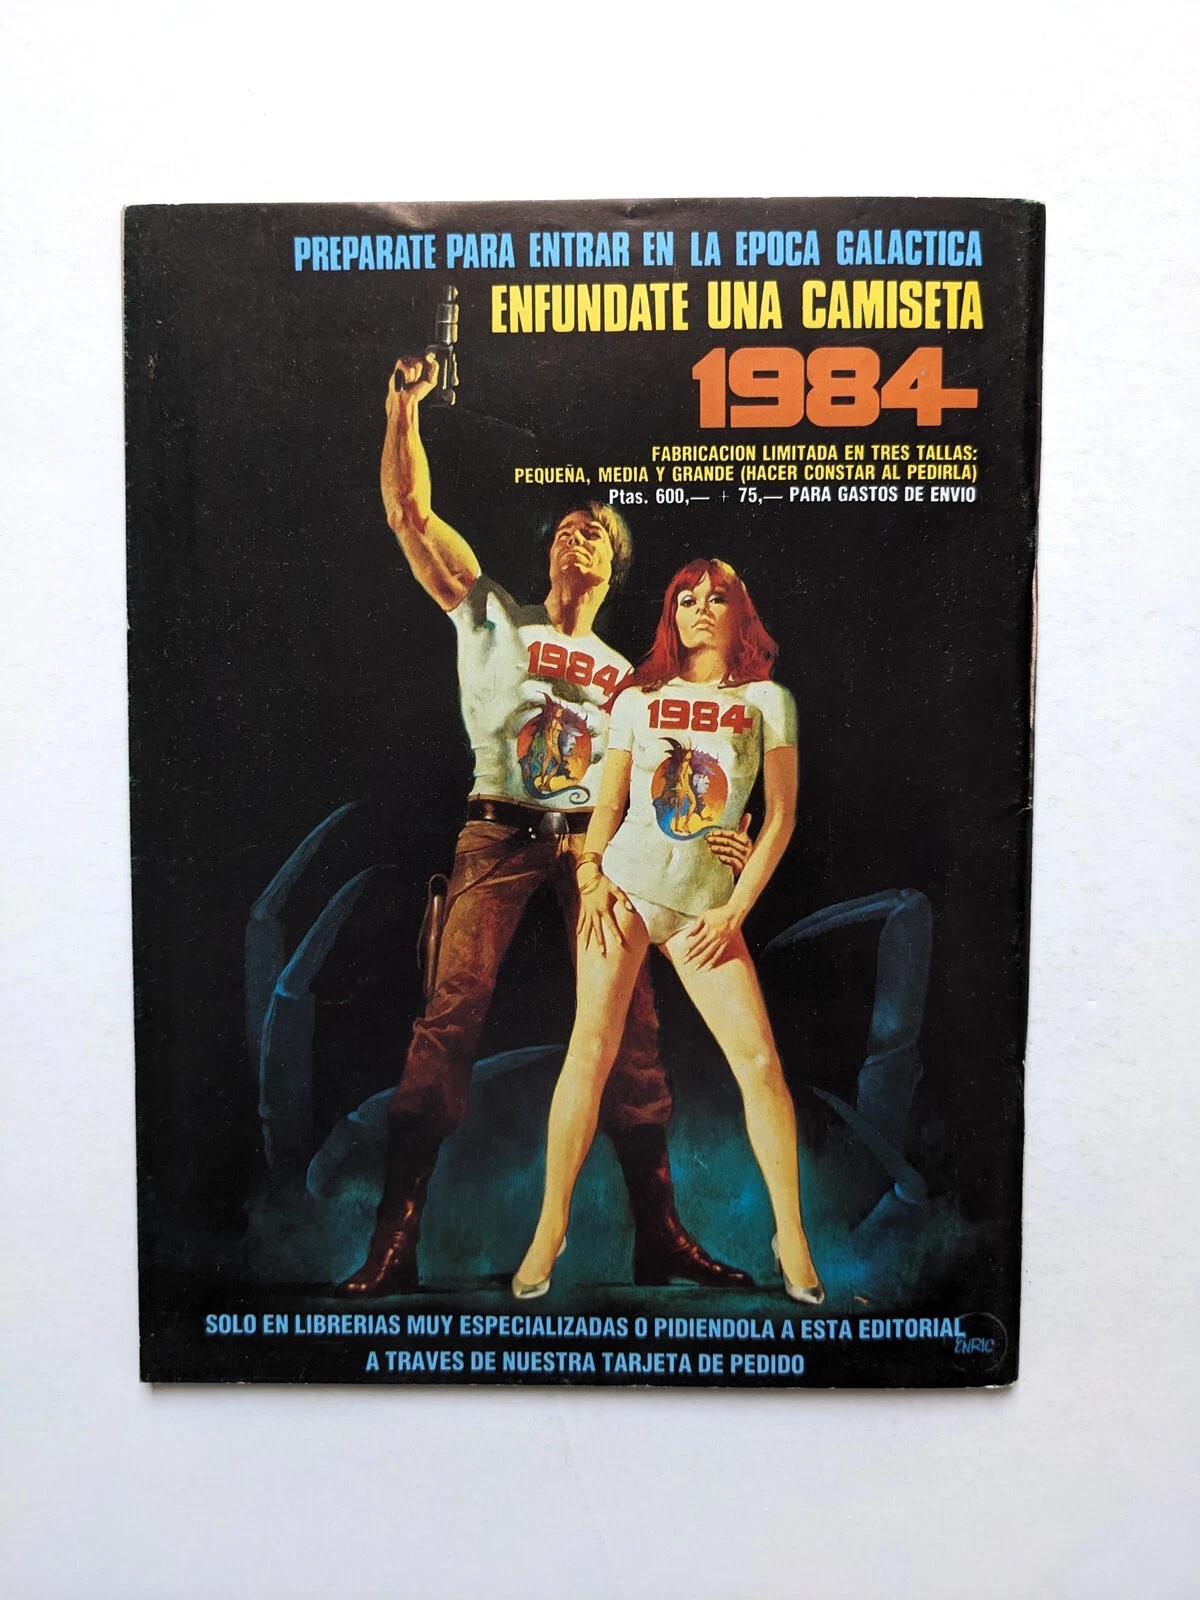 PREPARATE PARA ENTRAR EN LA EPOCA GALACTICA
ENFUNDATE UNA CAMISETA
1984
FABRICACION LIMITADA EN TRES TALLAS:
PEQUEÑA, MEDIA Y GRANDE (HACER CONSTAR AL PEDIRLA)
Ptas. 600,— + 75,— PARA GASTOS DE ENVIO
1984
1984
SOLO EN LIBRERIAS MUY ESPECIALIZADAS O PIDIENDOLA A ESTA EDITORIAL
A TRAVES DE NUESTRA TARJETA DE PEDIDO
ENRIC